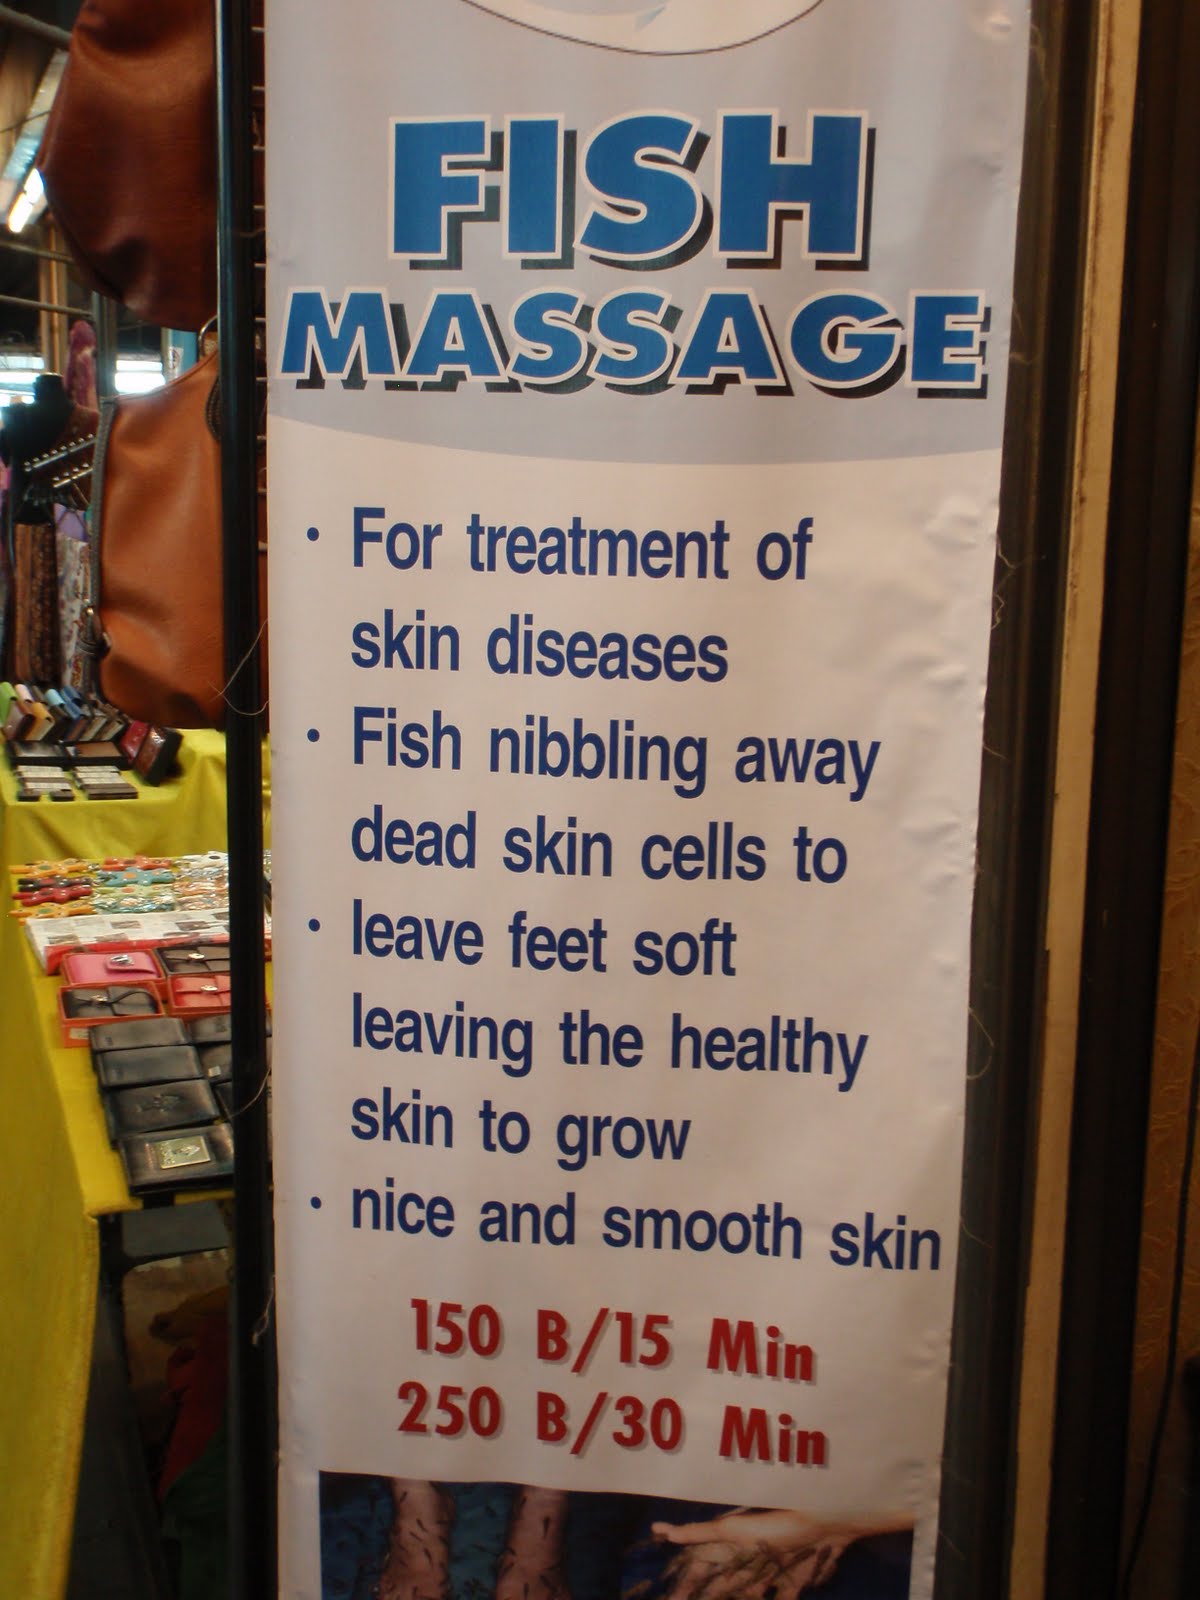 FISH
MASSAGE
· For treatment of
skin diseases
· Fish nibbling away
dead skin cells to
· leave feet soft
leaving the healthy
skin to grow
· nice and smooth skin
150 B/15 Min
250 B/30 Min